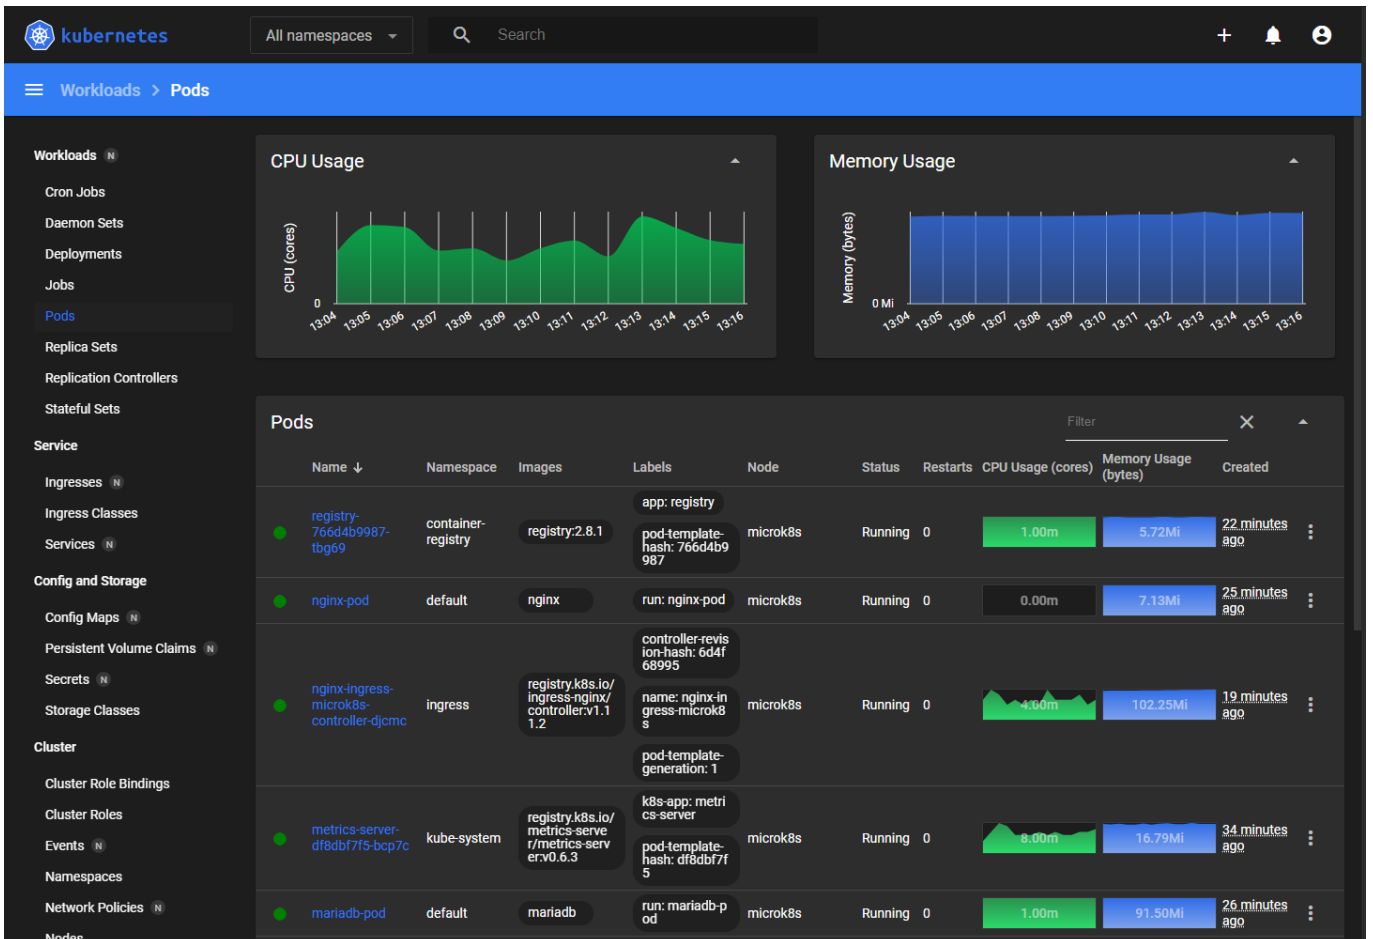 kubernetes
All namespaces
Search
Workloads > Pods
Workloads N
Cron Jobs
Daemon Sets
Deployments
Jobs
Pods
Replica Sets
Replication Controllers
Stateful Sets
Service
Ingresses N
Ingress Classes
Services N
Config and Storage
Config Maps N
Persistent Volume Claims N
Secrets N
Storage Classes
Cluster
Cluster Role Bindings
Cluster Roles
Events N
Namespaces
Network Policies N
Nodes
CPU Usage
CPU (cores)
0
13:04 13:05 13:06 13:07 13:08 13:09 13:10 13:11 13:12 13:13 13:14 13:15 13:16
Memory Usage
Memory (bytes)
0 Mi
13:04 13:05 13:06 13:07 13:08 13:09 13:10 13:11 13:12 13:13 13:14 13:15 13:16
Pods
Filter
Name Namespace Images Labels Node Status Restarts CPU Usage (cores) Memory Usage
(bytes)
Created
registry-
766d4b9987-
tbg69
container-
registry
registry:2.8.1
app: registry
pod-template-
hash: 766d4b9
987
microk8s
Running
0
1.00m
5.72Mi
22 minutes
ago
nginx-pod
default
nginx
run: nginx-pod
microk8s
Running
0
0.00m
7.13Mi
25 minutes
ago
nginx-ingress-
microk8s-
controller-djcmc
ingress
registry.k8s.io/
ingress-nginx/
controller:v1.1
1.2
controller-revis
ion-hash: 6d4f
68995
name: nginx-in
gress-microk8
s
pod-template-
generation: 1
microk8s
Running
0
4.00m
102.25Mi
19 minutes
ago
metrics-server-
df8dbf7f5-bcp7c
kube-system
registry.k8s.io/
metrics-serve
r/metrics-serv
er:v0.6.3
k8s-app: metri
cs-server
pod-template-
hash: df8dbf7f
5
microk8s
Running
0
8.00m
16.79Mi
34 minutes
ago
mariadb-pod
default
mariadb
run: mariadb-p
od
microk8s
Running
0
1.00m
91.50Mi
26 minutes
ago